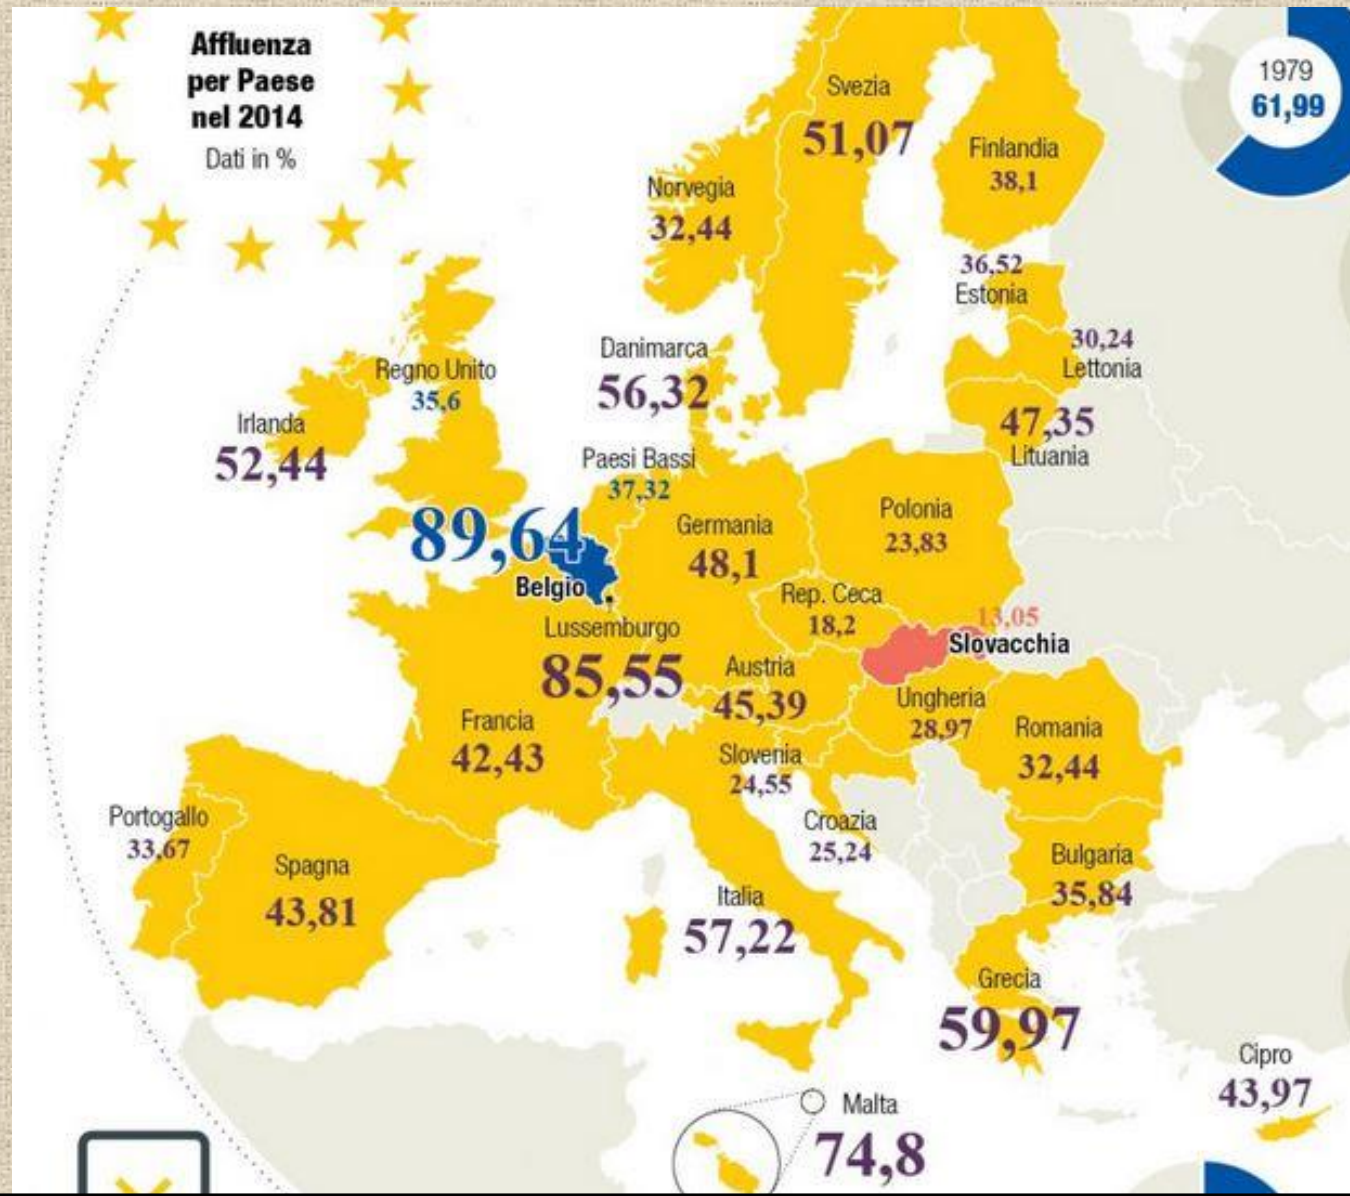 Affluenza
per Paese
nel 2014
Dati in %
1979
61,99
Svezia
51,07
Finlandia
38,1
Norvegia
32,44
36,52
Estonia
30,24
Lettonia
Danimarca
56,32
Regno Unito
35,6
Irlanda
52,44
47,35
Lituania
Paesi Bassi
37,32
Polonia
23,83
Germania
48,1
89,64
Belgio
Rep. Ceca
18,2
13,05
Slovacchia
Lussemburgo
85,55
Austria
45,39
Ungheria
28,97
Romania
32,44
Francia
42,43
Slovenia
24,55
Croazia
25,24
Portogallo
33,67
Spagna
43,81
Bulgaria
35,84
Italia
57,22
Grecia
59,97
Cipro
43,97
Malta
74,8